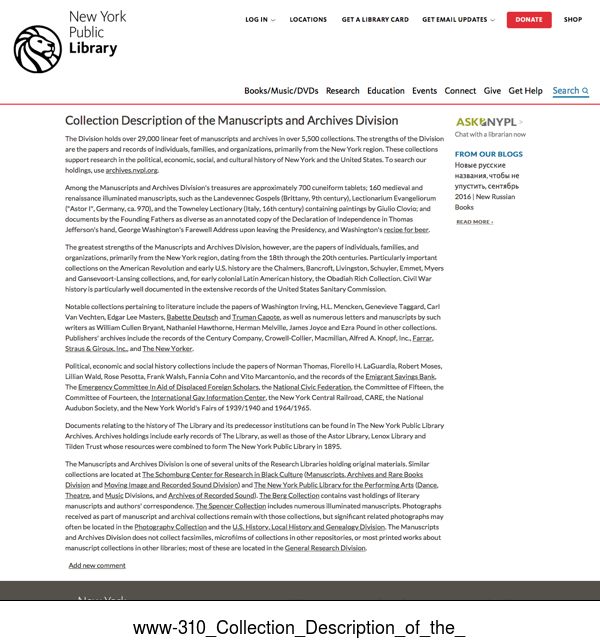 New York
Public
Library
LOG IN
LOCATIONS
GET A LIBRARY CARD
GET EMAIL UPDATES
DONATE
SHOP
Books/Music/DVDs Research Education Events Connect Give Get Help Search
Collection Description of the Manuscripts and Archives Division
The Division holds over 29,000 linear feet of manuscripts and archives in over 5,500 collections. The strengths of the Division
are the papers and records of individuals, families, and organizations, primarily from the New York region. These collections
support research in the political, economic, social, and cultural history of New York and the United States. To search our
holdings, use archives.nypl.org.
Among the Manuscripts and Archives Division's treasures are approximately 700 cuneiform tablets; 160 medieval and
renaissance illuminated manuscripts, such as the Landevennec Gospels (Brittany, 9th century), Lectionarium Evangeliorum
("Astor I", Germany, ca. 970), and the Towneley Lectionary (Italy, 16th century) containing paintings by Giulio Clovio; and
documents by the Founding Fathers as diverse as an annotated copy of the Declaration of Independence in Thomas
Jefferson's hand, George Washington's Farewell Address upon leaving the Presidency, and Washington's recipe for beer.
The greatest strengths of the Manuscripts and Archives Division, however, are the papers of individuals, families, and
organizations, primarily from the New York region, dating from the 18th through the 20th centuries. Particularly important
collections on the American Revolution and early U.S. history are the Chalmers, Bancroft, Livingston, Schuyler, Emmet, Myers
and Gansevoort-Lansing collections, and, for early colonial Latin American history, the Obadiah Rich Collection. Civil War
history is particularly well documented in the extensive records of the United States Sanitary Commission.
Notable collections pertaining to literature include the papers of Washington Irving, H.L. Mencken, Genevieve Taggard, Carl
Van Vechten, Edgar Lee Masters, Babette Deutsch and Truman Capote, as well as numerous letters and manuscripts by such
writers as William Cullen Bryant, Nathaniel Hawthorne, Herman Melville, James Joyce and Ezra Pound in other collections.
Publishers' archives include the records of the Century Company, Crowell-Collier, Macmillan, Alfred A. Knopf, Inc., Farrar,
Straus & Giroux, Inc., and The New Yorker.
Political, economic and social history collections include the papers of Norman Thomas, Fiorello H. LaGuardia, Robert Moses,
Lillian Wald, Rose Pesotta, Frank Walsh, Fannia Cohn and Vito Marcantonio, and the records of the Emigrant Savings Bank,
The Emergency Committee in Aid of Displaced Foreign Scholars, the National Civic Federation, the Committee of Fifteen, the
Committee of Fourteen, the International Gay Information Center, the New York Central Railroad, CARE, the National
Audubon Society, and the New York World's Fairs of 1939/1940 and 1964/1965.
Documents relating to the history of The Library and its predecessor institutions can be found in The New York Public Library
Archives. Archives holdings include early records of The Library, as well as those of the Astor Library, Lenox Library and
Tilden Trust whose resources were combined to form The New York Public Library in 1895.
The Manuscripts and Archives Division is one of several units of the Research Libraries holding original materials. Similar
collections are located at The Schomburg Center for Research in Black Culture (Manuscripts, Archives and Rare Books
Division and Moving Image and Recorded Sound Division) and The New York Public Library for the Performing Arts (Dance,
Theatre, and Music Divisions, and Archives of Recorded Sound). The Berg Collection contains vast holdings of literary
manuscripts and authors' correspondence. The Spencer Collection includes numerous illuminated manuscripts. Photographs
received as part of manuscript and archival collections remain with those collections, but significant related photographs may
often be located in the Photography Collection and the U.S. History, Local History and Genealogy Division. The Manuscripts
and Archives Division does not collect facsimiles, microfilms of collections in other repositories, or most printed works about
manuscript collections in other libraries; most of these are located in the General Research Division.
Add new comment
ASK NYPL >
Chat with a librarian now
FROM OUR BLOGS
Новые русские
названия, чтобы не
упустить, сентябрь
2016 | New Russian
Books
READ MORE ›
New York
www-310_Collection_Description_of_the_